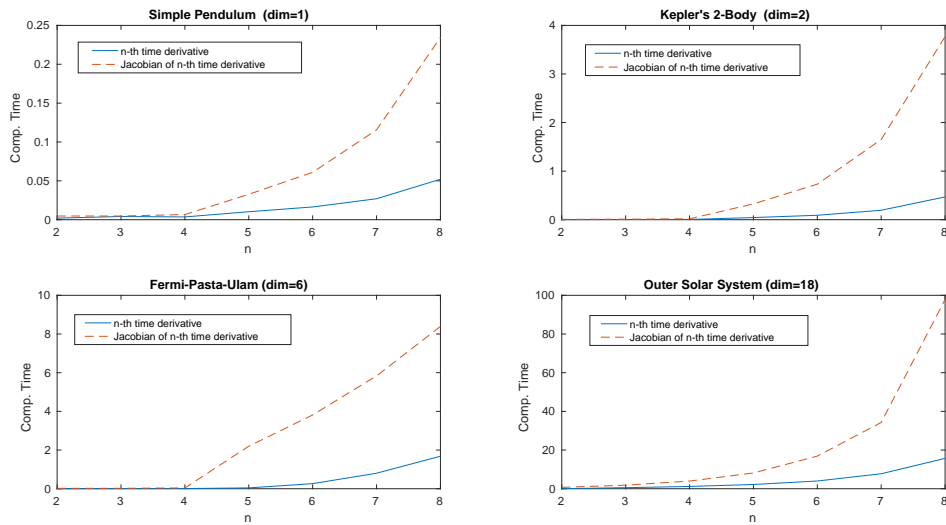 Simple Pendulum (dim=1)
0.25
0.2
0.15
0.1
0.05
0
Comp. Time
n-th time derivative
Jacobian of n-th time derivative
2 3 4 5 6 7 8
n
Kepler's 2-Body (dim=2)
4
3
2
1
0
Comp. Time
n-th time derivative
Jacobian of n-th time derivative
2 3 4 5 6 7 8
n
Fermi-Pasta-Ulam (dim=6)
10
8
6
4
2
0
Comp. Time
n-th time derivative
Jacobian of n-th time derivative
2 3 4 5 6 7 8
n
Outer Solar System (dim=18)
100
80
60
40
20
0
Comp. Time
n-th time derivative
Jacobian of n-th time derivative
2 3 4 5 6 7 8
n